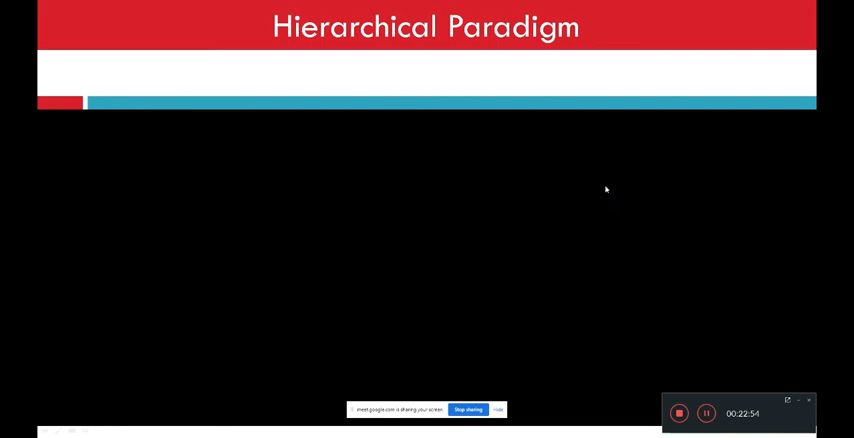 Hierarchical Paradigm
meet.google.com is sharing your screen.
Stop sharing
Hide
00:22:54